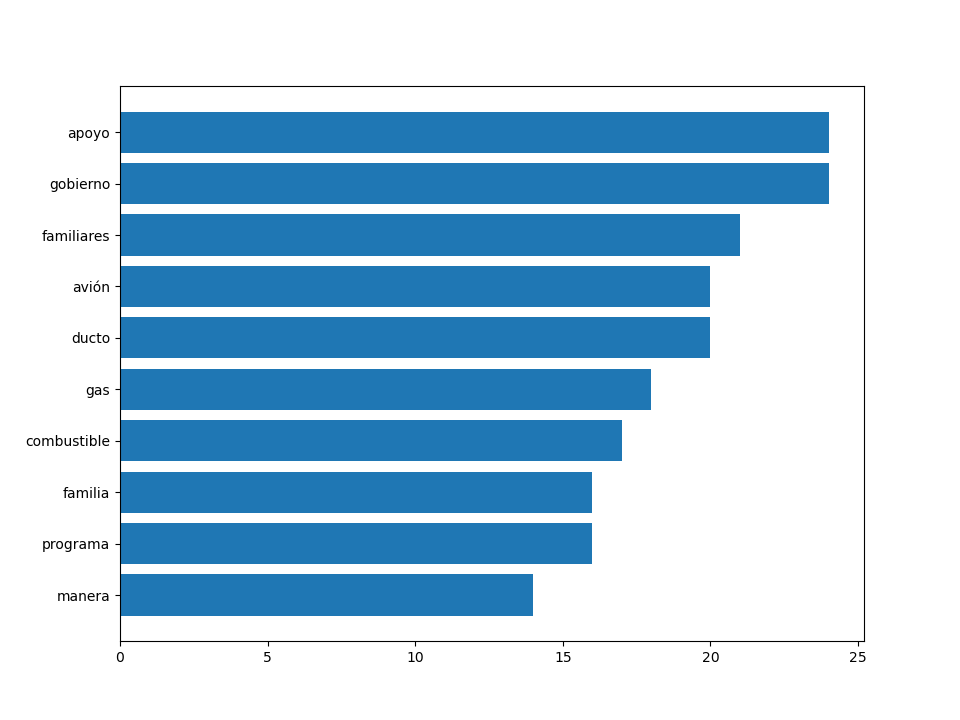 apoyo
gobierno
familiares
avión
ducto
gas
combustible
familia
programa
manera
0 5 10 15 20 25